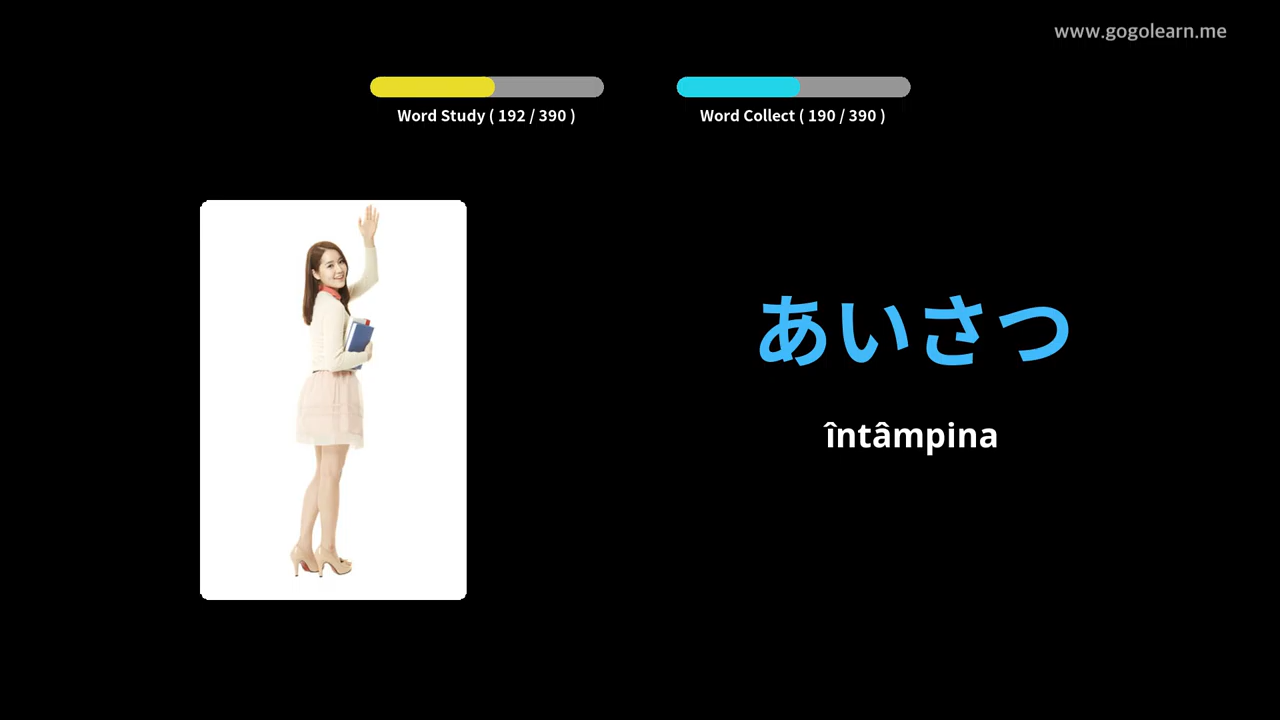 www.gogolearn.me
Word Study ( 192 / 390 )
Word Collect ( 190 / 390 )
あいさつ
întâmpina